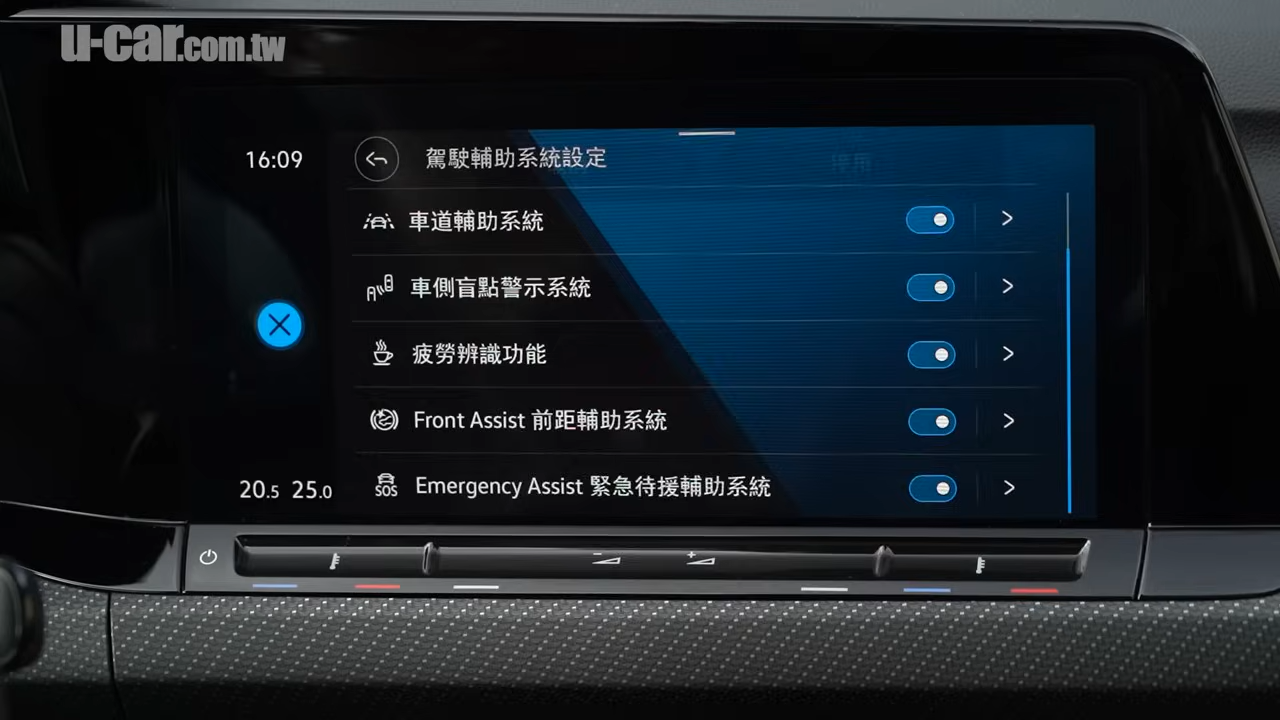 u-car.com.tw
16:09
駕駛輔助系統設定
車道輔助系統
車側盲點警示系統
疲勞辨識功能
Front Assist 前距輔助系統
SOS
Emergency Assist 緊急待援輔助系統
20.5 25.0